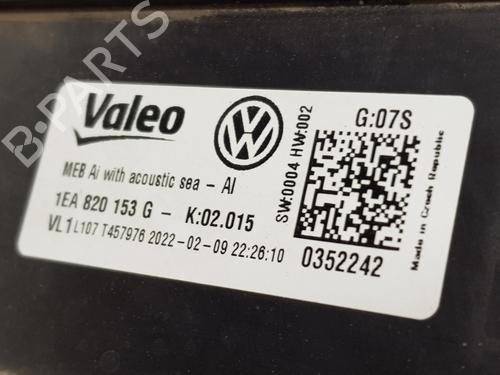 B-PARTS
Valeo
G:07S
SW:0004 HW:002
MEB Ai with acoustic sea - AI
1EA 820 153 G - K:02.015
VL1 L107 T457976 2022-02-09 22:26:10
0352242
Made in Czech Republic